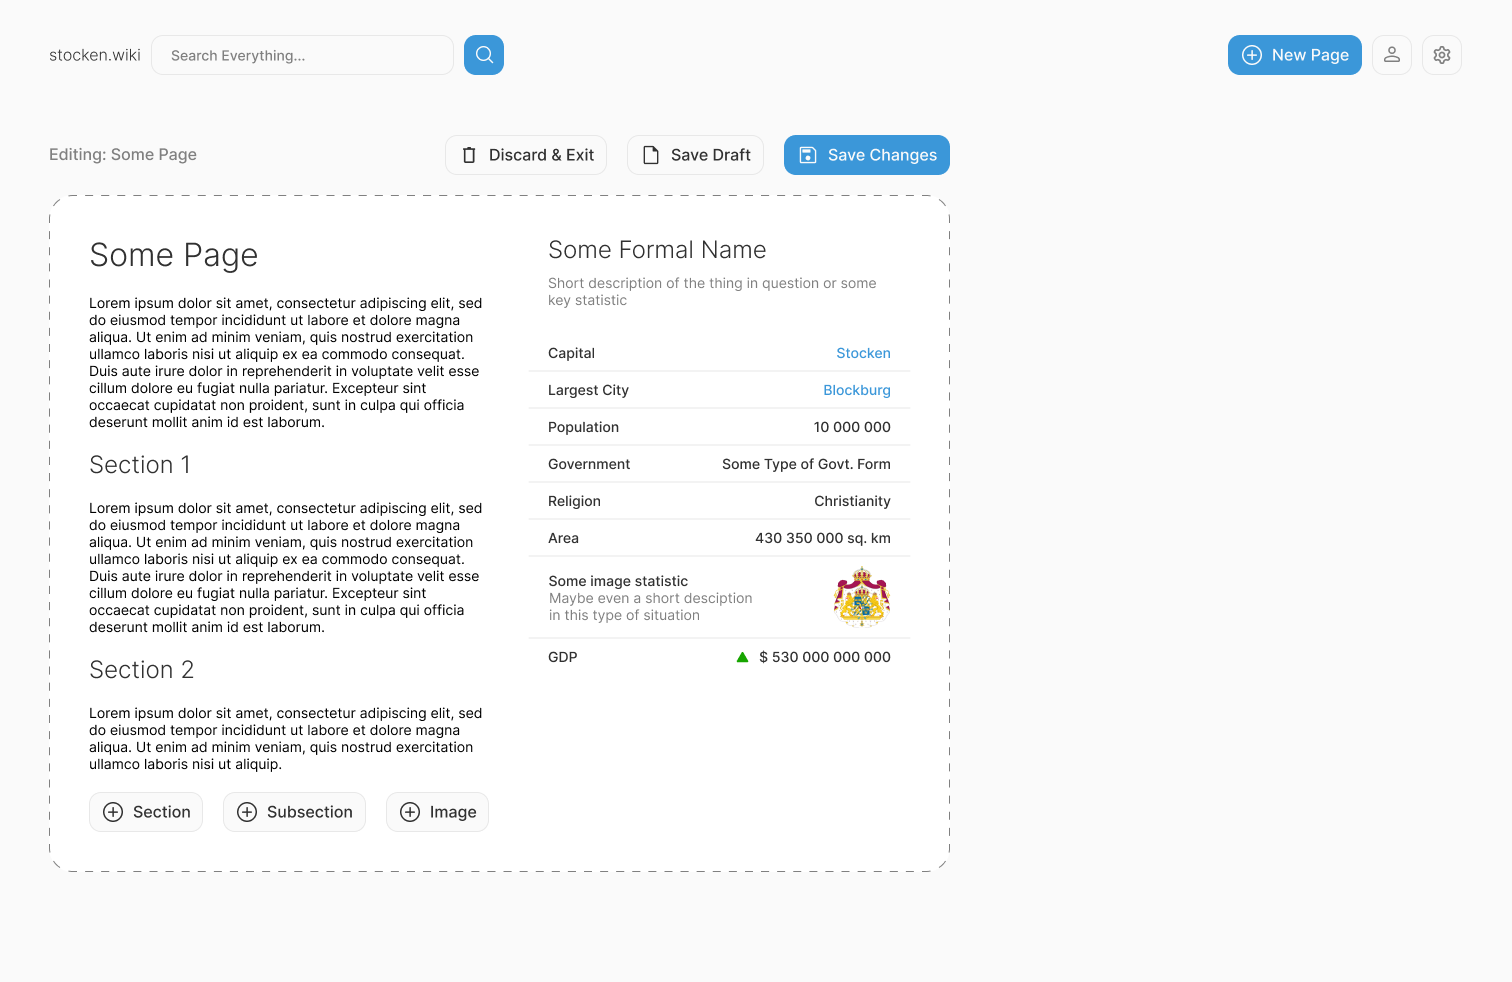 stocken.wiki
Search Everything...
New Page
Editing: Some Page
Discard & Exit
Save Draft
Save Changes
Some Page
Lorem ipsum dolor sit amet, consectetur adipiscing elit, sed
do eiusmod tempor incididunt ut labore et dolore magna
aliqua. Ut enim ad minim veniam, quis nostrud exercitation
ullamco laboris nisi ut aliquip ex ea commodo consequat.
Duis aute irure dolor in reprehenderit in voluptate velit esse
cillum dolore eu fugiat nulla pariatur. Excepteur sint
occaecat cupidatat non proident, sunt in culpa qui officia
deserunt mollit anim id est laborum.
Section 1
Lorem ipsum dolor sit amet, consectetur adipiscing elit, sed
do eiusmod tempor incididunt ut labore et dolore magna
aliqua. Ut enim ad minim veniam, quis nostrud exercitation
ullamco laboris nisi ut aliquip ex ea commodo consequat.
Duis aute irure dolor in reprehenderit in voluptate velit esse
cillum dolore eu fugiat nulla pariatur. Excepteur sint
occaecat cupidatat non proident, sunt in culpa qui officia
deserunt mollit anim id est laborum.
Section 2
Lorem ipsum dolor sit amet, consectetur adipiscing elit, sed
do eiusmod tempor incididunt ut labore et dolore magna
aliqua. Ut enim ad minim veniam, quis nostrud exercitation
ullamco laboris nisi ut aliquip.
Section
Subsection
Image
Some Formal Name
Short description of the thing in question or some
key statistic
Capital Stocken
Largest City Blockburg
Population 10 000 000
Government Some Type of Govt. Form
Religion Christianity
Area 430 350 000 sq. km
Some image statistic
Maybe even a short desciption
in this type of situation
GDP $ 530 000 000 000